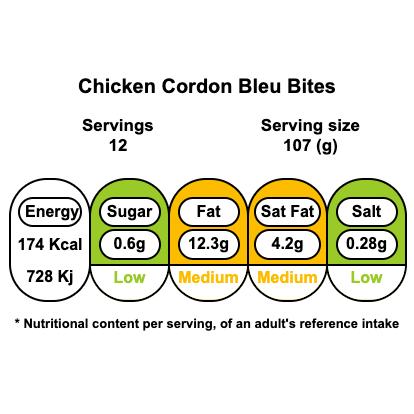 Chicken Cordon Bleu Bites
Servings
12
Serving size
107 (g)
Energy
174 Kcal
728 Kj
Sugar
0.6g
Low
Fat
12.3g
Medium
Sat Fat
4.2g
Medium
Salt
0.28g
Low
* Nutritional content per serving, of an adult's reference intake